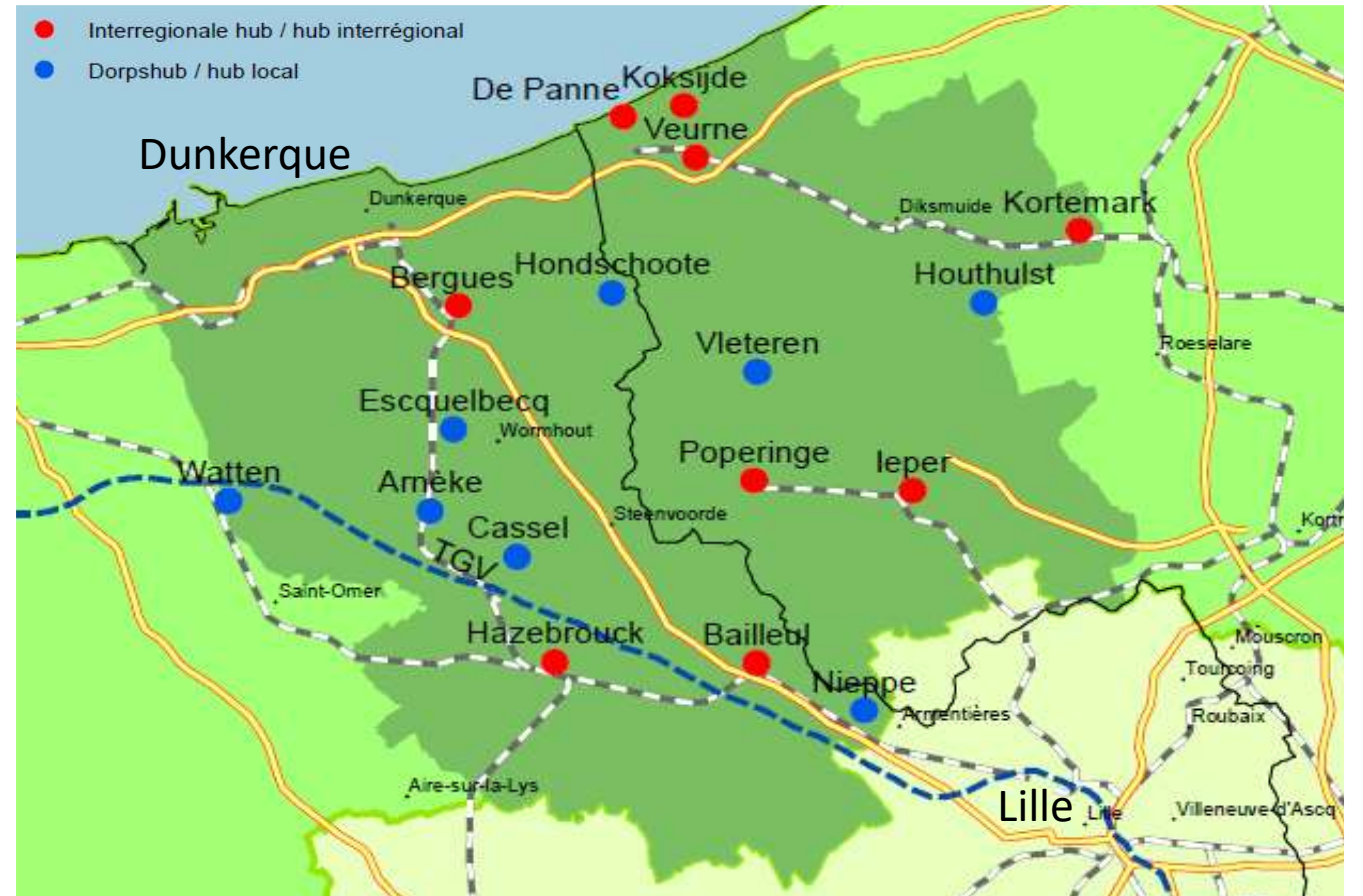 Interregionale hub / hub interrégional
Dorpshub / hub local
De Panne
Koksijde
Veurne
Dunkerque
Dunkerque
Diksmuide
Kortemark
Bergues
Hondschoote
Houthulst
Vleteren
Roeselare
Escquelbecq
Wormhout
Poperinge
Ieper
Watten
Arnèke
Steenvoorde
Cassel
Kortr
TGV
Saint-Omer
Hazebrouck
Bailleul
Mouscron
Nieppe
Tourcoing
Armentières
Roubaix
Aire-sur-la-Lys
Lille
Lille
Villeneuve-d'Ascq